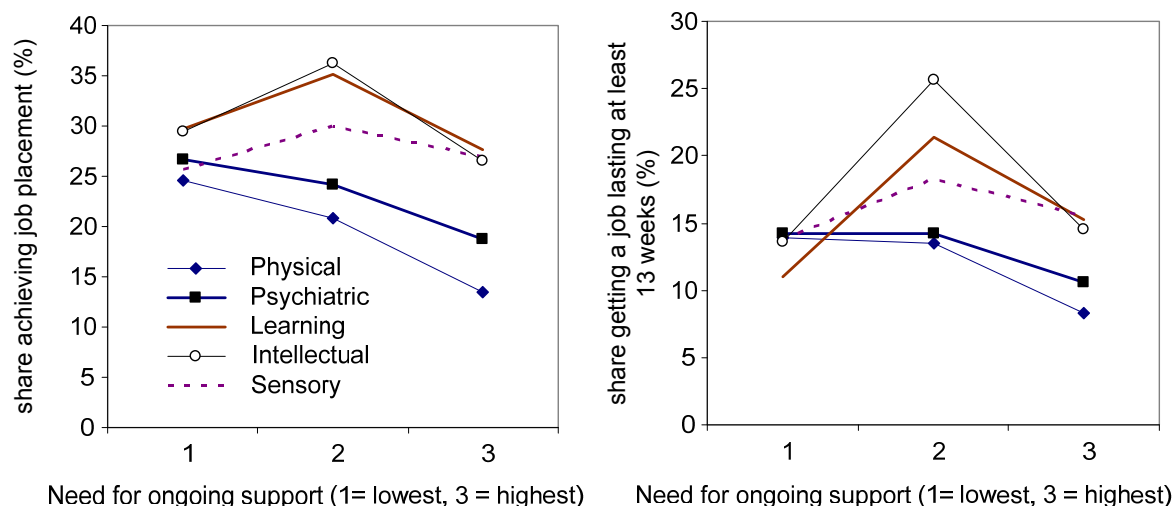 share achieving job placement (%)
40
35
30
25
20
15
10
5
0
Physical
Psychiatric
Learning
Intellectual
Sensory
1 2 3
Need for ongoing support (1= lowest, 3 = highest)
share getting a job lasting at least
13 weeks (%)
30
25
20
15
10
5
0
1 2 3
Need for ongoing support (1= lowest, 3 = highest)